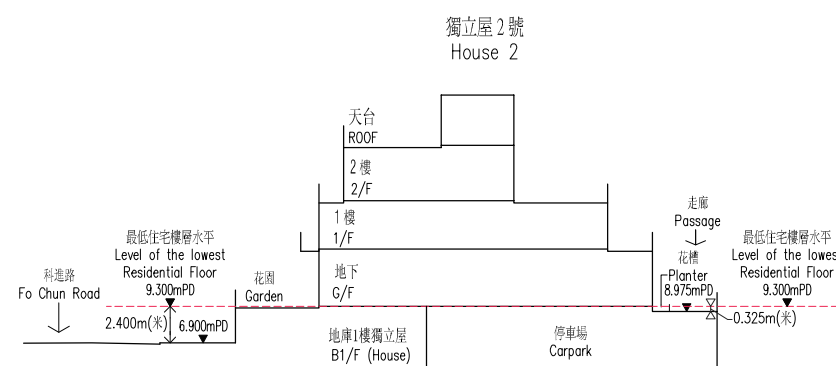 獨立屋 2 號
House 2
天台
ROOF
2 樓
2/F
1 樓
1/F
走廊
Passage
最低住宅樓層水平
Level of the lowest
Residential Floor
9.300mPD
科進路
Fo Chun Road
花園
Garden
地下
G/F
花槽
Planter
8.975mPD
最低住宅樓層水平
Level of the lowes
Residential Floor
9.300mPD
2.400m(米)
6.900mPD
0.325m(米)
地庫1樓獨立屋
B1/F (House)
停車場
Carpark